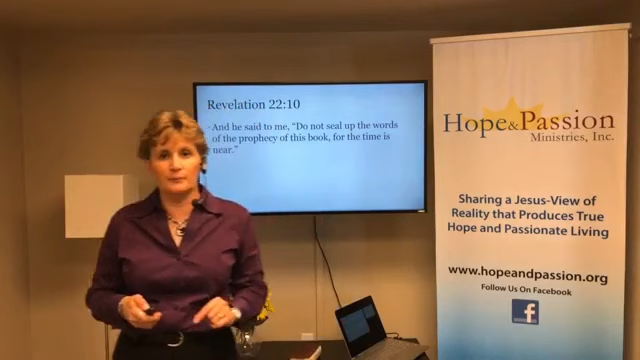 Revelation 22:10
And he said to me, “Do not seal up the words
of the prophecy of this book, for the time is
near.”
Hope&Passion
Ministries, Inc.
Sharing a Jesus-View of
Reality that Produces True
Hope and Passionate Living
www.hopeandpassion.org
Follow Us On Facebook